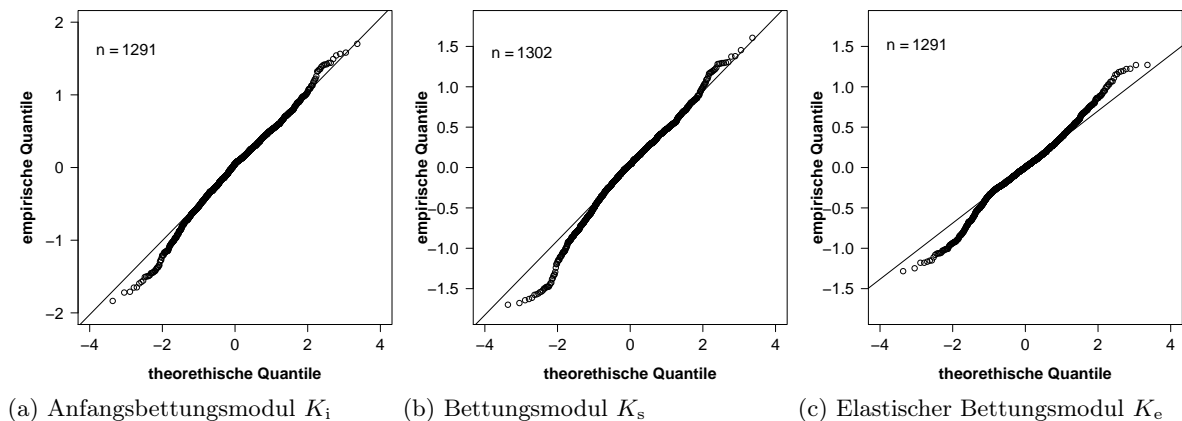 2
1
0
−1
−2
empirische Quantile
n = 1291
−4 −2 0 2 4
theorethische Quantile
1.5
1.0
0.5
0.0
−0.5
−1.0
−1.5
empirische Quantile
n = 1302
−4 −2 0 2 4
theorethische Quantile
1.5
1.0
0.5
0.0
−0.5
−1.0
−1.5
empirische Quantile
n = 1291
−4 −2 0 2 4
theorethische Quantile
(a) Anfangsbettungsmodul Ki
(b) Bettungsmodul Ks
(c) Elastischer Bettungsmodul Ke